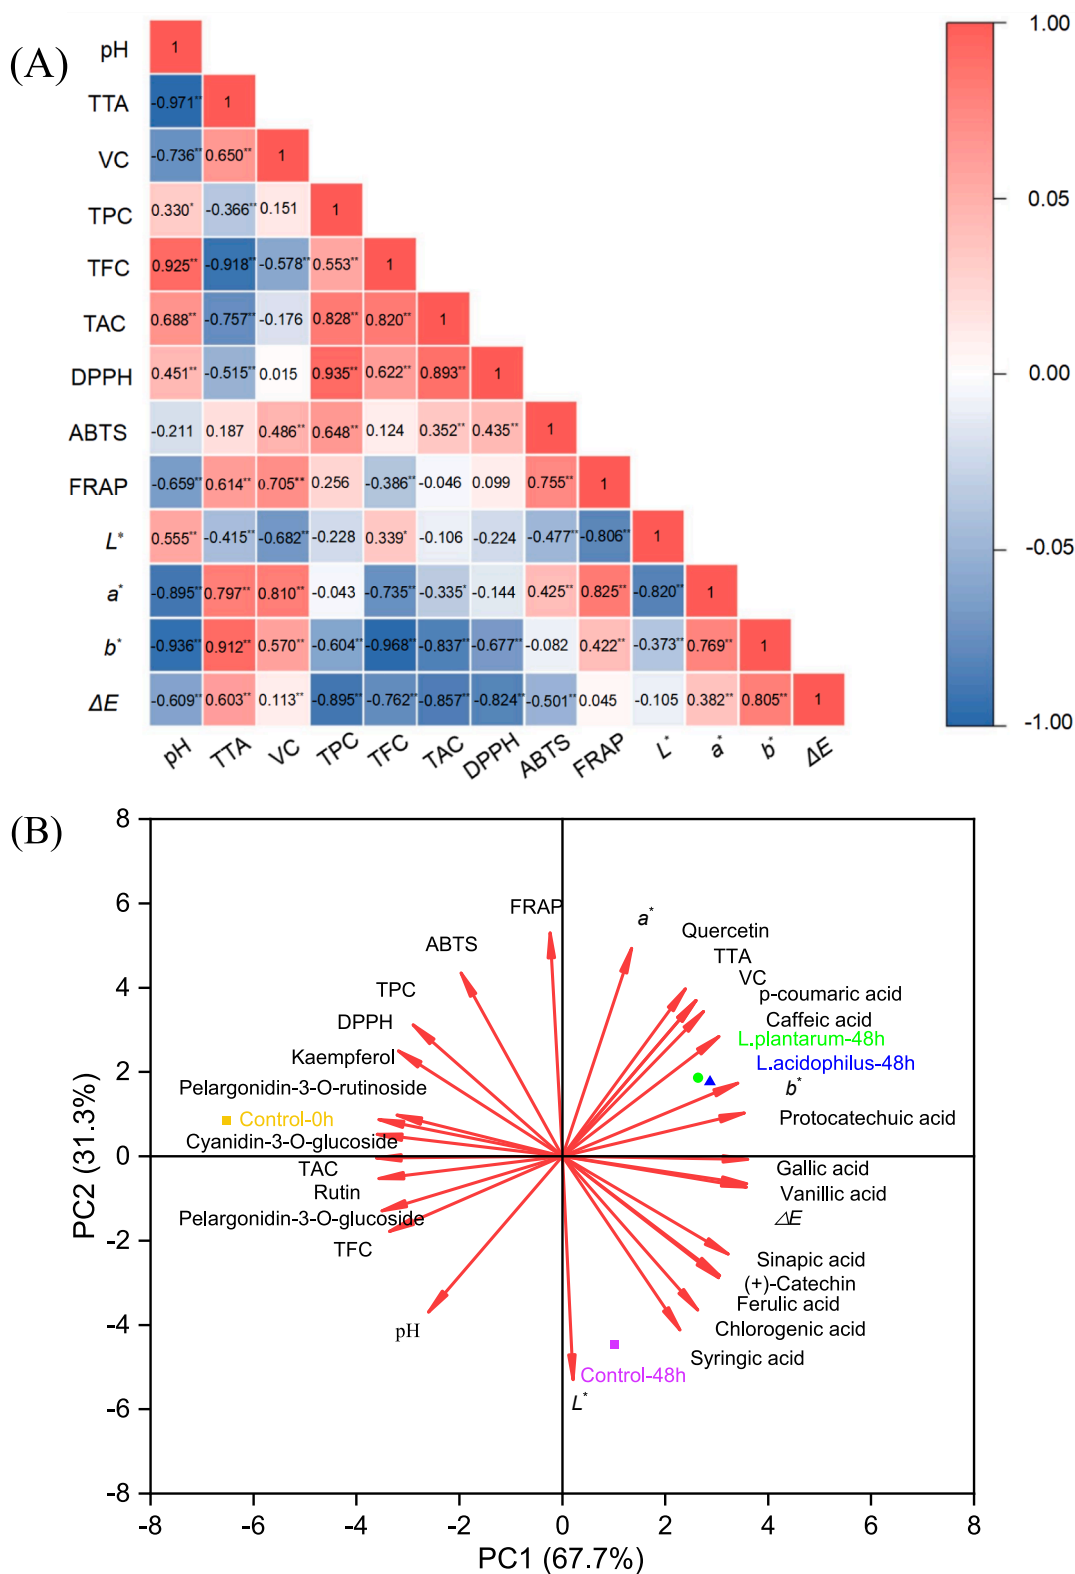 (A)
pH 1
TTA -0.971** 1
VC -0.736** 0.650** 1
TPC 0.330* -0.366** 0.151 1
TFC 0.925** -0.918** -0.578** 0.553** 1
TAC 0.688** -0.757** -0.176 0.828** 0.820** 1
DPPH 0.451** -0.515** 0.015 0.935** 0.622** 0.893** 1
ABTS -0.211 0.187 0.486** 0.648** 0.124 0.352** 0.435** 1
FRAP -0.659** 0.614** 0.705** 0.256 -0.386** -0.046 0.099 0.755** 1
L* 0.555** -0.415** -0.682** -0.228 0.339* -0.106 -0.224 -0.477** -0.806** 1
a* -0.895** 0.797** 0.810** -0.043 -0.735** -0.335* -0.144 0.425** 0.825** -0.820** 1
b* -0.936** 0.912** 0.570** -0.604** -0.968** -0.837** -0.677** -0.082 0.422** -0.373** 0.769** 1
ΔE -0.609** 0.603** 0.113** -0.895** -0.762** -0.857** -0.824** -0.501** 0.045 -0.105 0.382** 0.805** 1
pH TTA VC TPC TFC TAC DPPH ABTS FRAP L* a* b* ΔE
1.00
0.05
0.00
-0.05
-1.00
(B)
PC2 (31.3%)
8
6
4
2
0
-2
-4
-6
-8
FRAP
a*
ABTS
Quercetin
TTA
VC
TPC
p-coumaric acid
DPPH
Caffeic acid
L.plantarum-48h
Kaempferol
L.acidophilus-48h
Pelargonidin-3-O-rutinoside
b*
Control-0h
Protocatechuic acid
Cyanidin-3-O-glucoside
TAC
Gallic acid
Rutin
Vanillic acid
Pelargonidin-3-O-glucoside
ΔE
TFC
Sinapic acid
(+)-Catechin
Ferulic acid
pH
Chlorogenic acid
Syringic acid
Control-48h
L*
-8 -6 -4 -2 0 2 4 6 8
PC1 (67.7%)